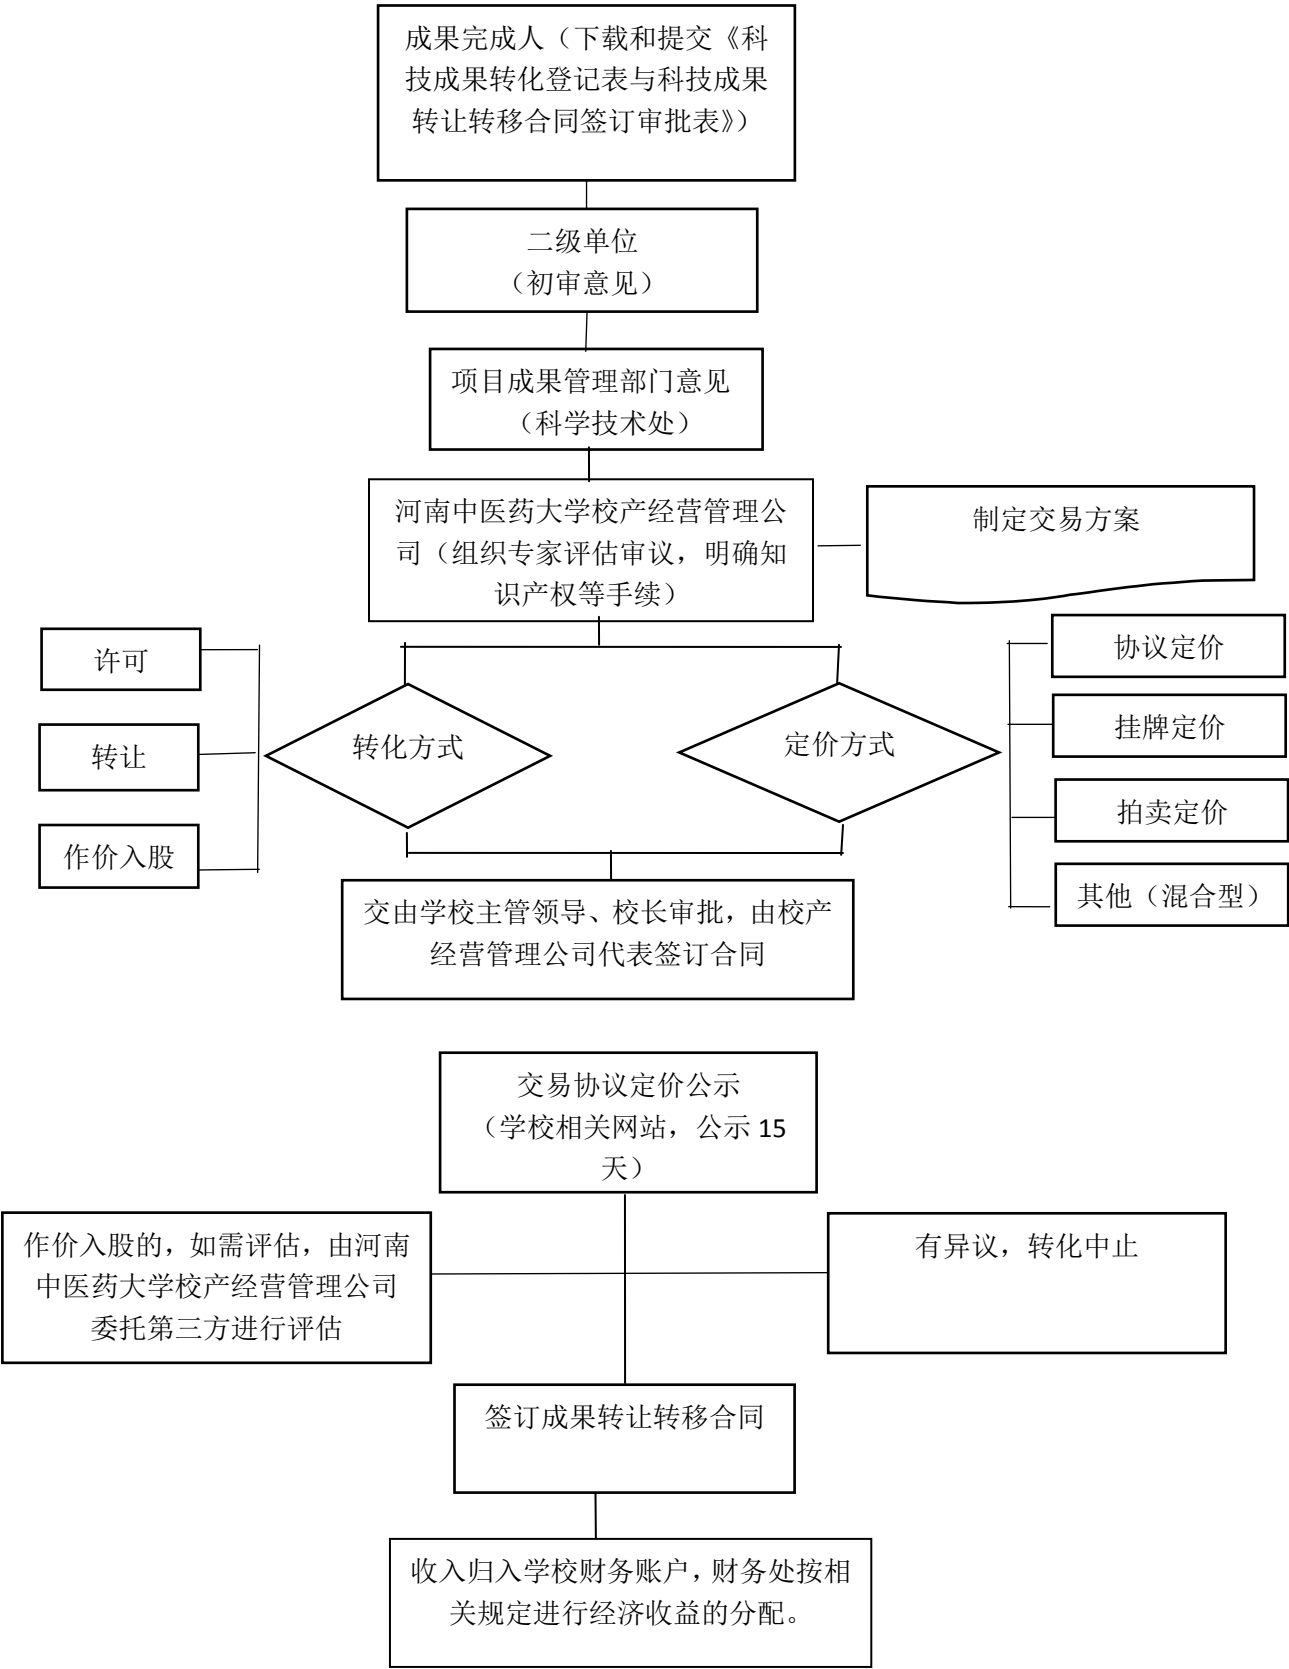 成果完成人（下载和提交《科
技成果转化登记表与科技成果
转让转移合同签订审批表》）
二级单位
（初审意见）
项目成果管理部门意见
（科学技术处）
河南中医药大学校产经营管理公
司（组织专家评估审议，明确知
识产权等手续）
制定交易方案
许可
转让
作价入股
转化方式
定价方式
协议定价
挂牌定价
拍卖定价
其他（混合型）
交由学校主管领导、校长审批，由校产
经营管理公司代表签订合同
交易协议定价公示
（学校相关网站，公示 15
天）
作价入股的，如需评估，由河南
中医药大学校产经营管理公司
委托第三方进行评估
有异议，转化中止
签订成果转让转移合同
收入归入学校财务账户，财务处按相
关规定进行经济收益的分配。